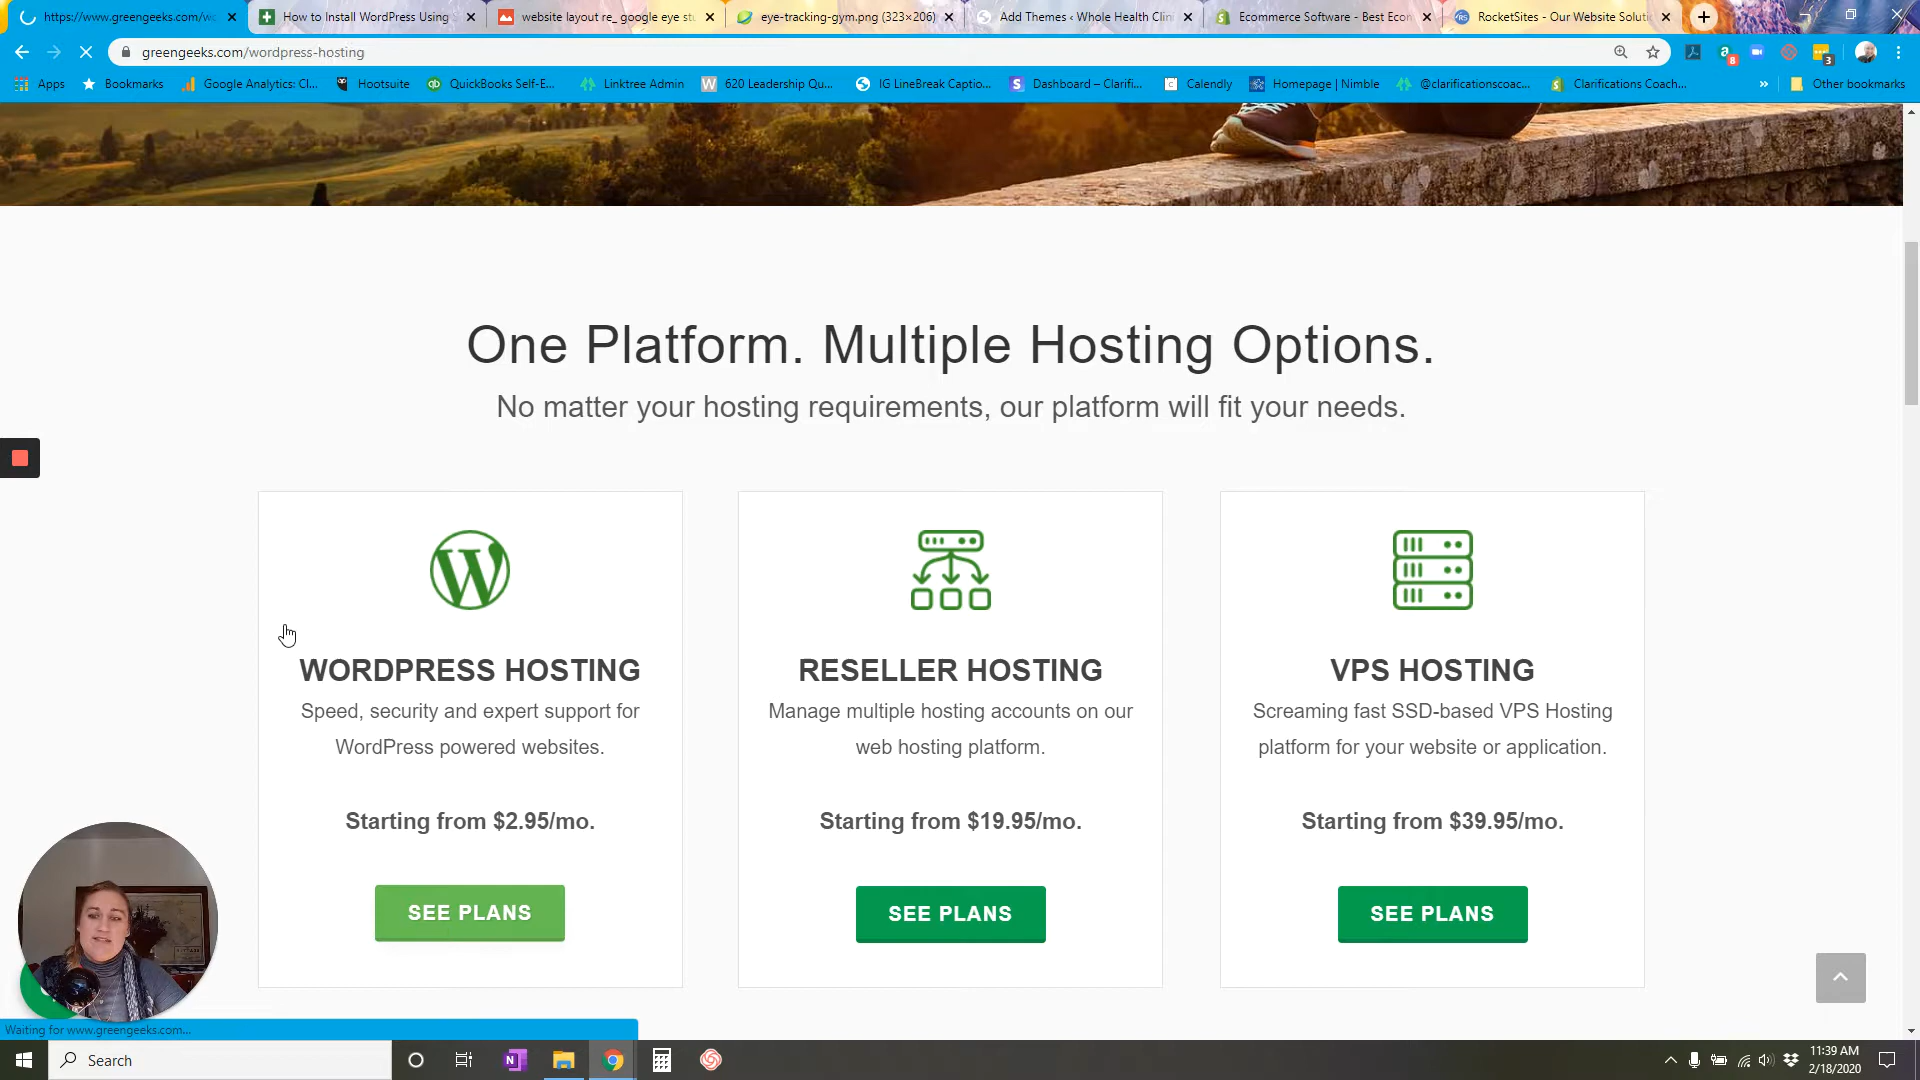 https://www.greengeeks.com/wo
How to Install WordPress Using S
website layout re_ google eye stu
eye-tracking-gym.png (323×206)
Add Themes ‹ Whole Health Clin
Ecommerce Software - Best Econ
RocketSites - Our Website Soluti
greengeeks.com/wordpress-hosting
Apps
Bookmarks
Google Analytics: Cl...
Hootsuite
QuickBooks Self-E...
Linktree Admin
620 Leadership Qu...
IG LineBreak Captio...
Dashboard – Clarifi...
Calendly
Homepage | Nimble
@clarificationscoac...
Clarifications Coach...
»
Other bookmarks
8
3
One Platform. Multiple Hosting Options.
No matter your hosting requirements, our platform will fit your needs.
WORDPRESS HOSTING
Speed, security and expert support for
WordPress powered websites.
Starting from $2.95/mo.
SEE PLANS
RESELLER HOSTING
Manage multiple hosting accounts on our
web hosting platform.
Starting from $19.95/mo.
SEE PLANS
VPS HOSTING
Screaming fast SSD-based VPS Hosting
platform for your website or application.
Starting from $39.95/mo.
SEE PLANS
Waiting for www.greengeeks.com...
Search
11:39 AM
2/18/2020